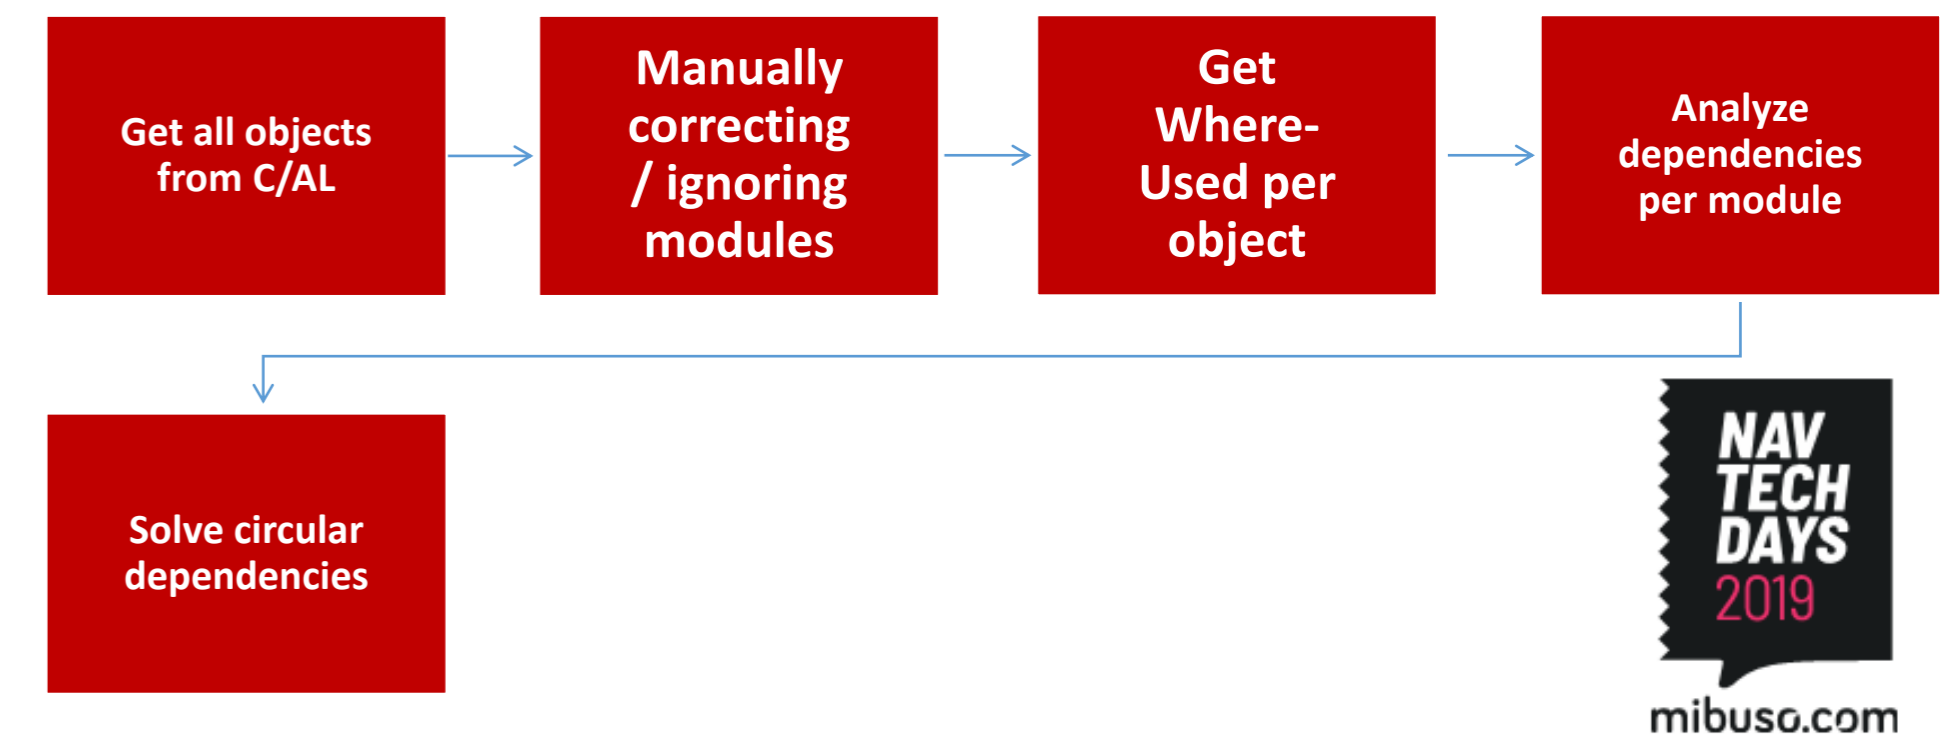 Get all objects
from C/AL
Manually
correcting
/ ignoring
modules
Get
Where-
Used per
object
Analyze
dependencies
per module
Solve circular
dependencies
NAV
TECH
DAYS
2019
mibuso.com